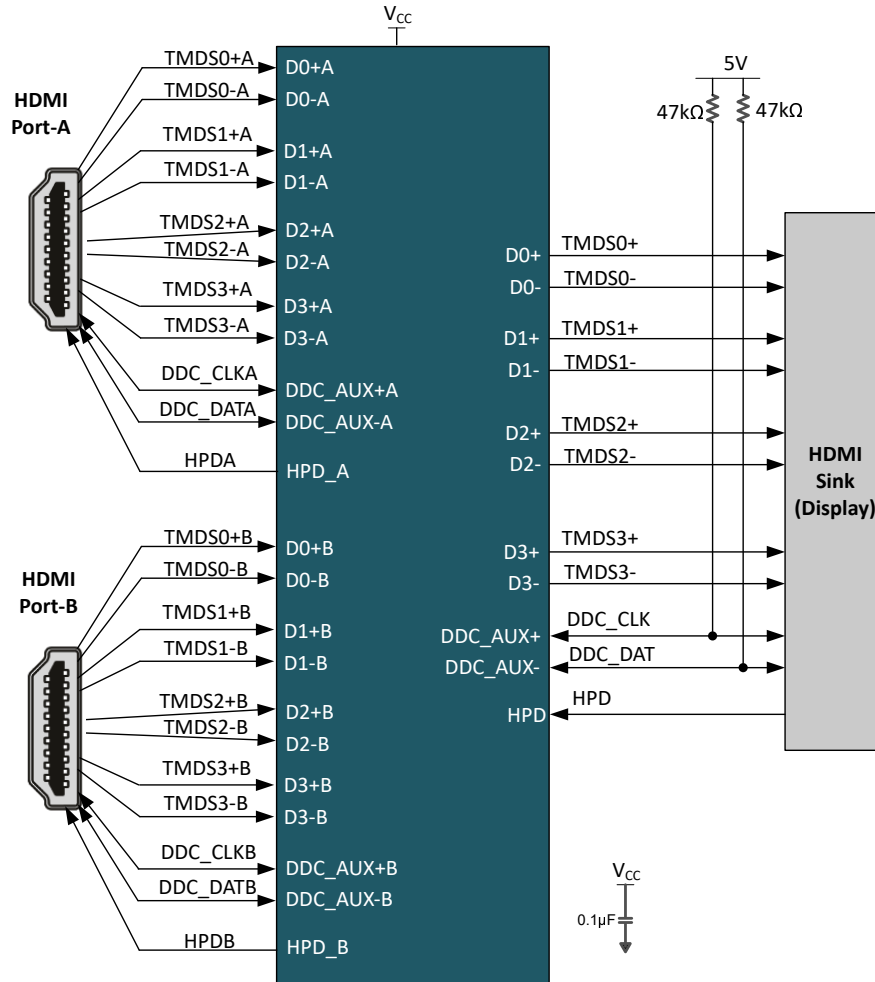 V_CC
HDMI
Port-A
TMDS0+A
TMDS0-A
TMDS1+A
TMDS1-A
TMDS2+A
TMDS2-A
TMDS3+A
TMDS3-A
DDC_CLKA
DDC_DATA
HPDA
D0+A
D0-A
D1+A
D1-A
D2+A
D2-A
D3+A
D3-A
DDC_AUX+A
DDC_AUX-A
HPD_A
HDMI
Port-B
TMDS0+B
TMDS0-B
TMDS1+B
TMDS1-B
TMDS2+B
TMDS2-B
TMDS3+B
TMDS3-B
DDC_CLKB
DDC_DATB
HPDB
D0+B
D0-B
D1+B
D1-B
D2+B
D2-B
D3+B
D3-B
DDC_AUX+B
DDC_AUX-B
HPD_B
D0+
D0-
D1+
D1-
D2+
D2-
D3+
D3-
DDC_AUX+
DDC_AUX-
HPD
5V
47kΩ
47kΩ
TMDS0+
TMDS0-
TMDS1+
TMDS1-
TMDS2+
TMDS2-
TMDS3+
TMDS3-
DDC_CLK
DDC_DAT
HPD
HDMI
Sink
(Display)
V_CC
0.1µF